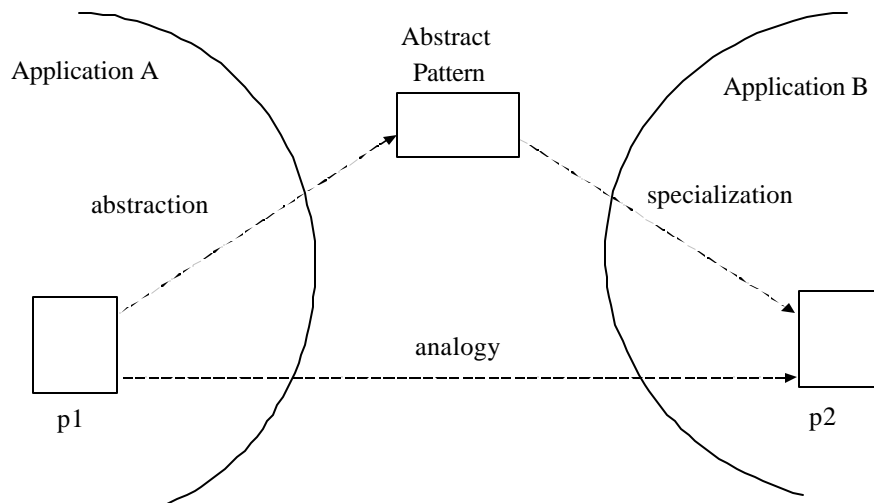 Abstract
Pattern
Application A
Application B
abstraction
specialization
analogy
p1
p2